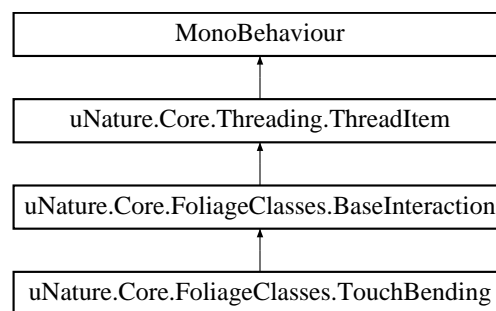 MonoBehaviour
uNature.Core.Threading.ThreadItem
uNature.Core.FoliageClasses.BaseInteraction
uNature.Core.FoliageClasses.TouchBending